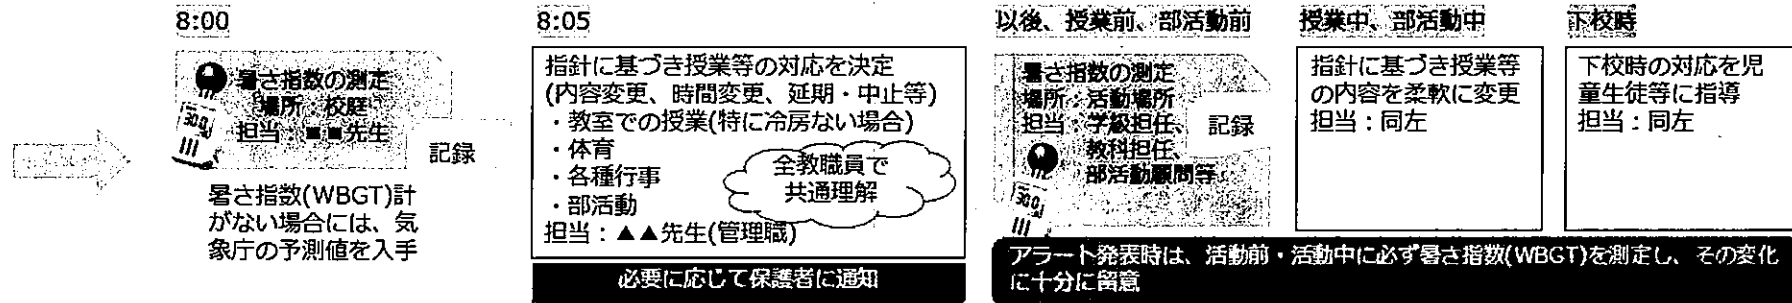 8:00
暑さ指数の測定
場所：校庭
担当：■■先生
記録
暑さ指数(WBGT)計
がない場合には、気
象庁の予測値を入手
8:05
指針に基づき授業等の対応を決定
(内容変更、時間変更、延期・中止等)
・教室での授業(特に冷房ない場合)
・体育
・各種行事
・部活動
全教職員で
共通理解
担当：▲▲先生(管理職)
必要に応じて保護者に通知
以後、授業前、部活動前
暑さ指数の測定
場所：活動場所
担当：学級担任、
教科担任、
部活動顧問等
記録
授業中、部活動中
指針に基づき授業等
の内容を柔軟に変更
担当：同左
下校時
下校時の対応を児
童生徒等に指導
担当：同左
アラート発表時は、活動前・活動中に必ず暑さ指数(WBGT)を測定し、その変化
に十分に留意